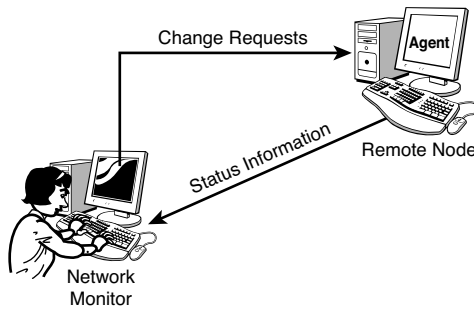 Change Requests
Agent
Remote Node
Status Information
Network
Monitor